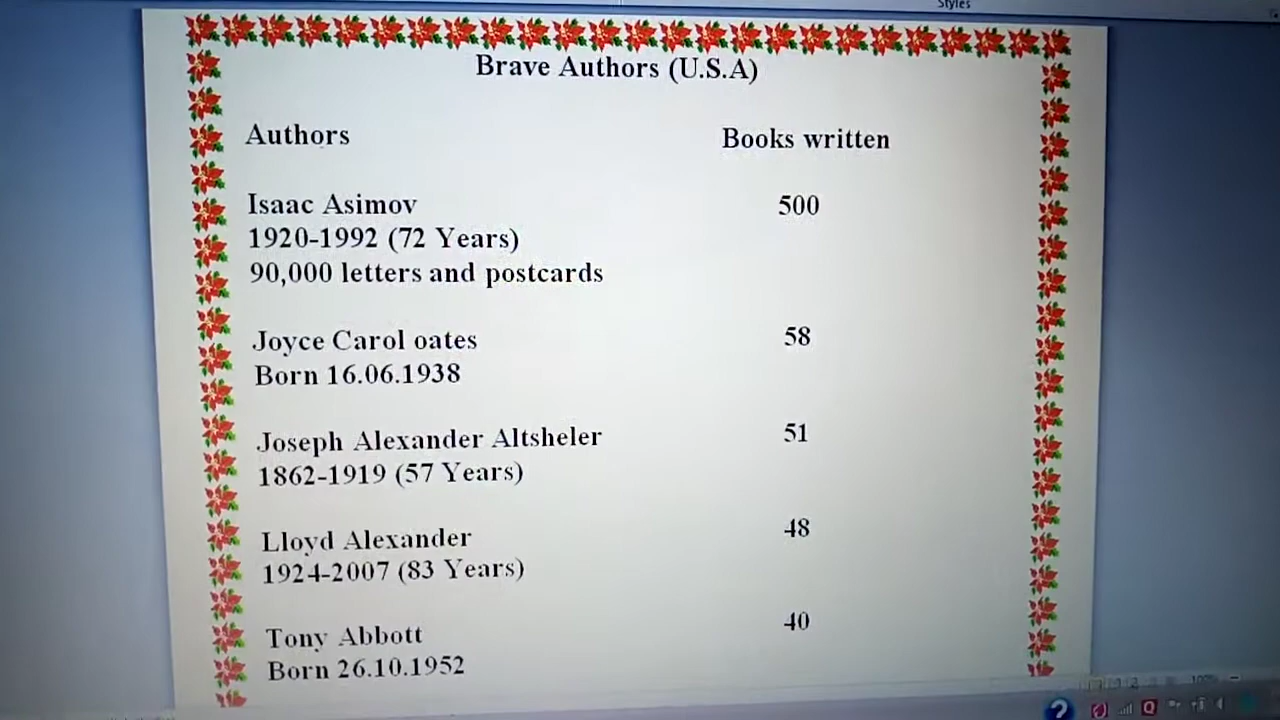 Styles
Brave Authors (U.S.A)
Authors
Books written
Isaac Asimov
500
1920-1992 (72 Years)
90,000 letters and postcards
Joyce Carol oates
58
Born 16.06.1938
Joseph Alexander Altsheler
51
1862-1919 (57 Years)
Lloyd Alexander
48
1924-2007 (83 Years)
Tony Abbott
40
Born 26.10.1952
100%